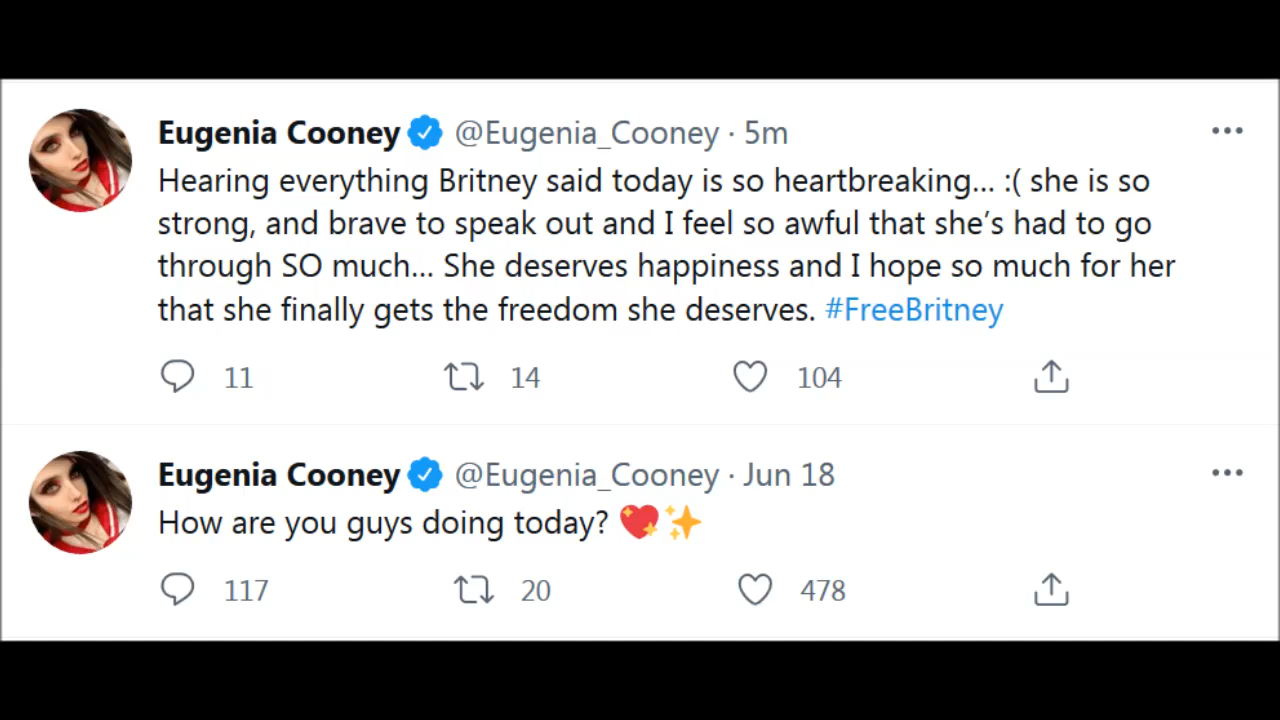 Eugenia Cooney @Eugenia_Cooney · 5m
Hearing everything Britney said today is so heartbreaking... :( she is so
strong, and brave to speak out and I feel so awful that she’s had to go
through SO much... She deserves happiness and I hope so much for her
that she finally gets the freedom she deserves. #FreeBritney
11 14 104
Eugenia Cooney @Eugenia_Cooney · Jun 18
How are you guys doing today? 💖✨
117 20 478